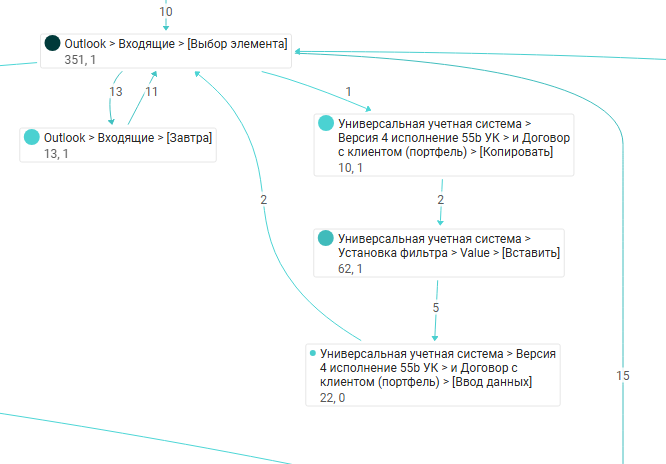 10
Outlook > Входящие > [Выбор элемента]
351, 1
13
11
1
Outlook > Входящие > [Завтра]
13, 1
Универсальная учетная система >
Версия 4 исполнение 55b УК > и Договор
с клиентом (портфель) > [Копировать]
10, 1
2
2
Универсальная учетная система >
Установка фильтра > Value > [Вставить]
62, 1
5
Универсальная учетная система > Версия
4 исполнение 55b УК > и Договор с
клиентом (портфель) > [Ввод данных]
22, 0
15